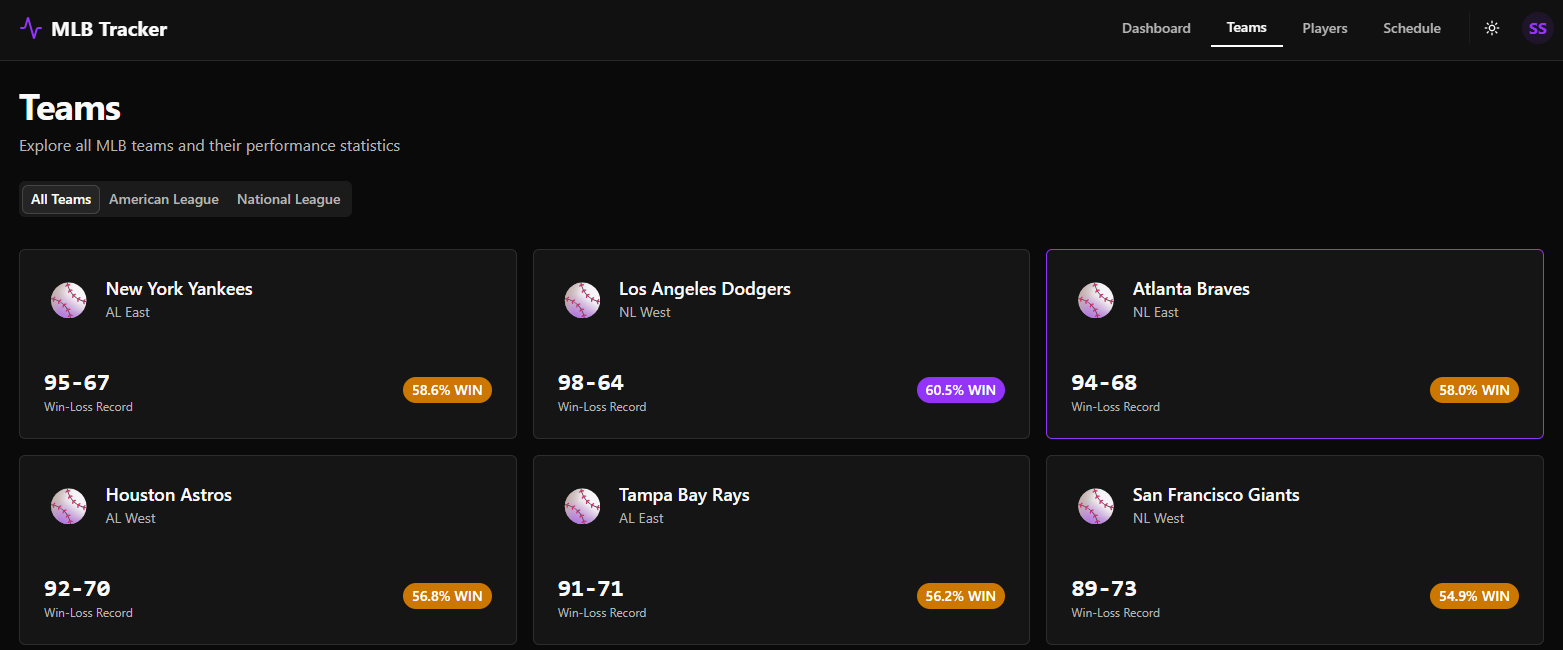 MLB Tracker
Dashboard
Teams
Players
Schedule
SS
Teams
Explore all MLB teams and their performance statistics
All Teams
American League
National League
New York Yankees
AL East
95-67
Win-Loss Record
58.6% WIN
Los Angeles Dodgers
NL West
98-64
Win-Loss Record
60.5% WIN
Atlanta Braves
NL East
94-68
Win-Loss Record
58.0% WIN
Houston Astros
AL West
92-70
Win-Loss Record
56.8% WIN
Tampa Bay Rays
AL East
91-71
Win-Loss Record
56.2% WIN
San Francisco Giants
NL West
89-73
Win-Loss Record
54.9% WIN